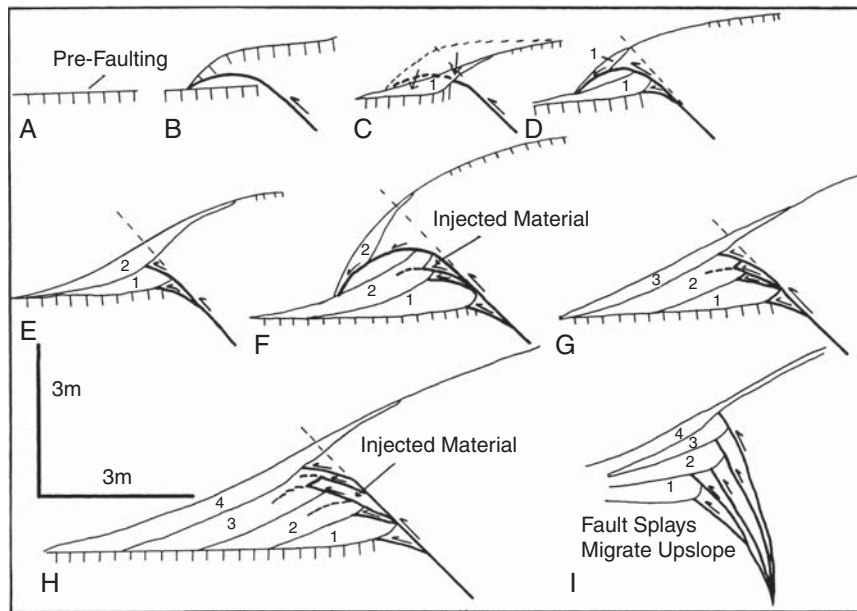 Pre-Faulting
A
B
1
C
1
1
D
2
1
E
Injected Material
2
2
1
F
3
2
1
G
3m
3m
Injected Material
4
3
2
1
H
4
3
2
1
Fault Splays
Migrate Upslope
I